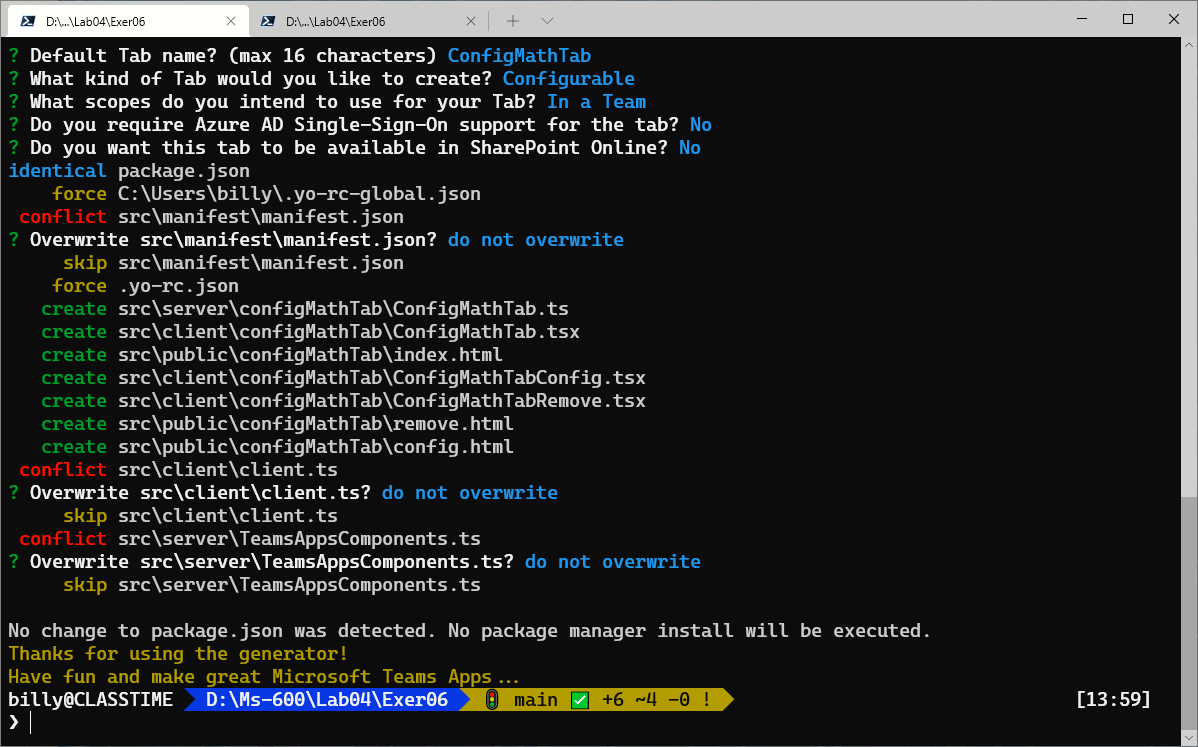 D:\...\Lab04\Exer06
D:\...\Lab04\Exer06
? Default Tab name? (max 16 characters) ConfigMathTab
? What kind of Tab would you like to create? Configurable
? What scopes do you intend to use for your Tab? In a Team
? Do you require Azure AD Single-Sign-On support for the tab? No
? Do you want this tab to be available in SharePoint Online? No
identical package.json
force C:\Users\billy\.yo-rc-global.json
conflict src\manifest\manifest.json
? Overwrite src\manifest\manifest.json? do not overwrite
skip src\manifest\manifest.json
force .yo-rc.json
create src\server\configMathTab\ConfigMathTab.ts
create src\client\configMathTab\ConfigMathTab.tsx
create src\public\configMathTab\index.html
create src\client\configMathTab\ConfigMathTabConfig.tsx
create src\client\configMathTab\ConfigMathTabRemove.tsx
create src\public\configMathTab\remove.html
create src\public\configMathTab\config.html
conflict src\client\client.ts
? Overwrite src\client\client.ts? do not overwrite
skip src\client\client.ts
conflict src\server\TeamsAppsComponents.ts
? Overwrite src\server\TeamsAppsComponents.ts? do not overwrite
skip src\server\TeamsAppsComponents.ts
No change to package.json was detected. No package manager install will be executed.
Thanks for using the generator!
Have fun and make great Microsoft Teams Apps...
billy@CLASSTIME D:\Ms-600\Lab04\Exer06 🚦 main ✅ +6 ~4 -0 ! [13:59]
❯